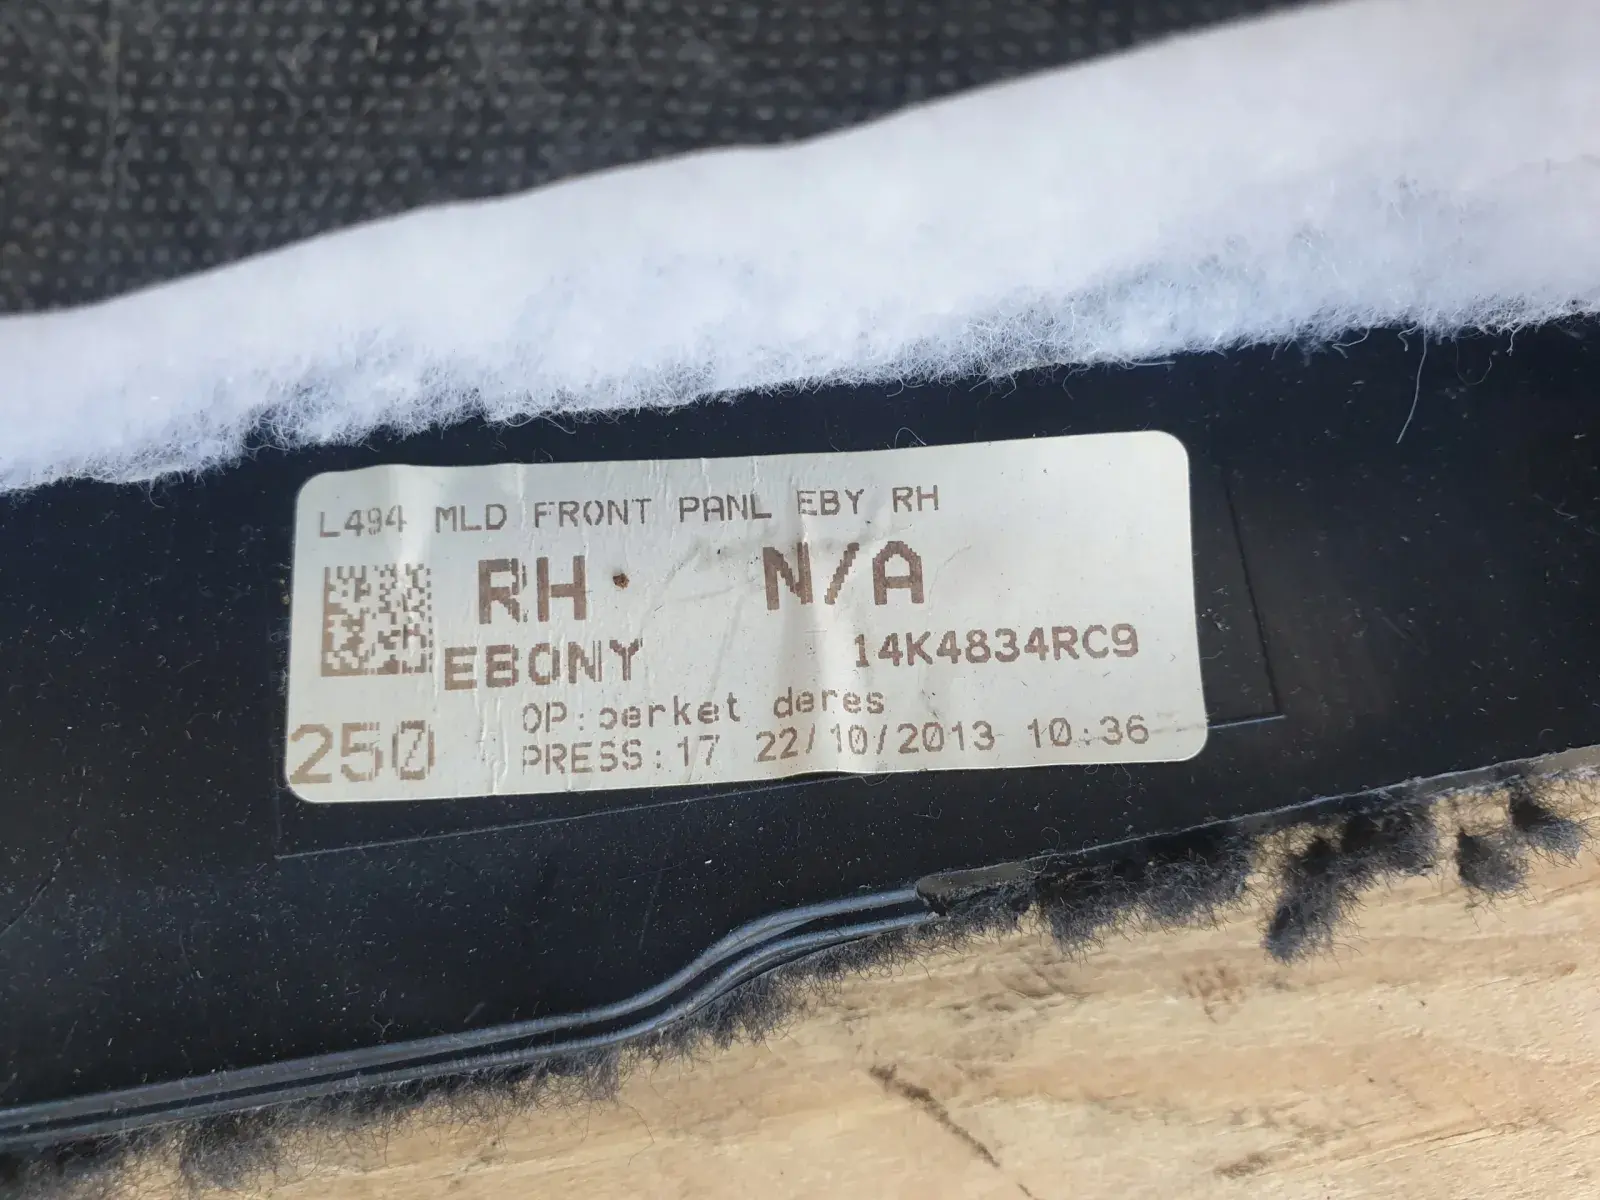 L494 MLD FRONT PANL EBY RH
RH N/A
EBONY 14K4834RC9
OP: deres
250 PRESS:17 22/10/2013 10:36